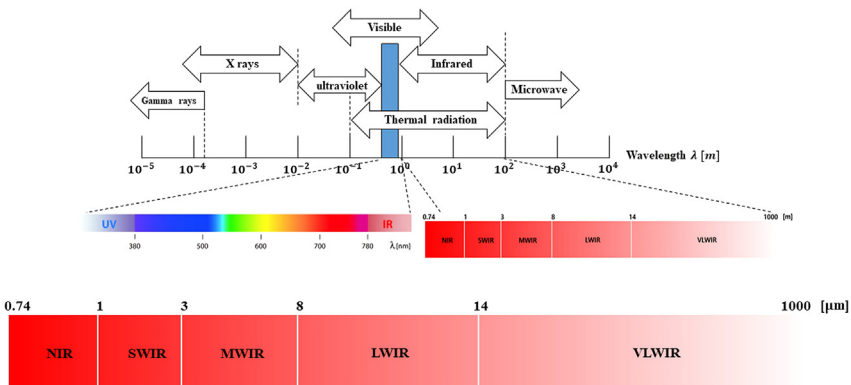 Visible
X rays
Infrared
ultraviolet
Microwave
Gamma rays
Thermal radiation
Wavelength λ [m]
10⁻⁵ 10⁻⁴ 10⁻³ 10⁻² 10⁻¹ 10⁰ 10¹ 10² 10³ 10⁴
UV IR
380 500 600 700 780 λ[nm]
0.74 1 3 8 14 1000 [m]
NIR SWIR MWIR LWIR VLWIR
0.74 1 3 8 14 1000 [μm]
NIR SWIR MWIR LWIR VLWIR